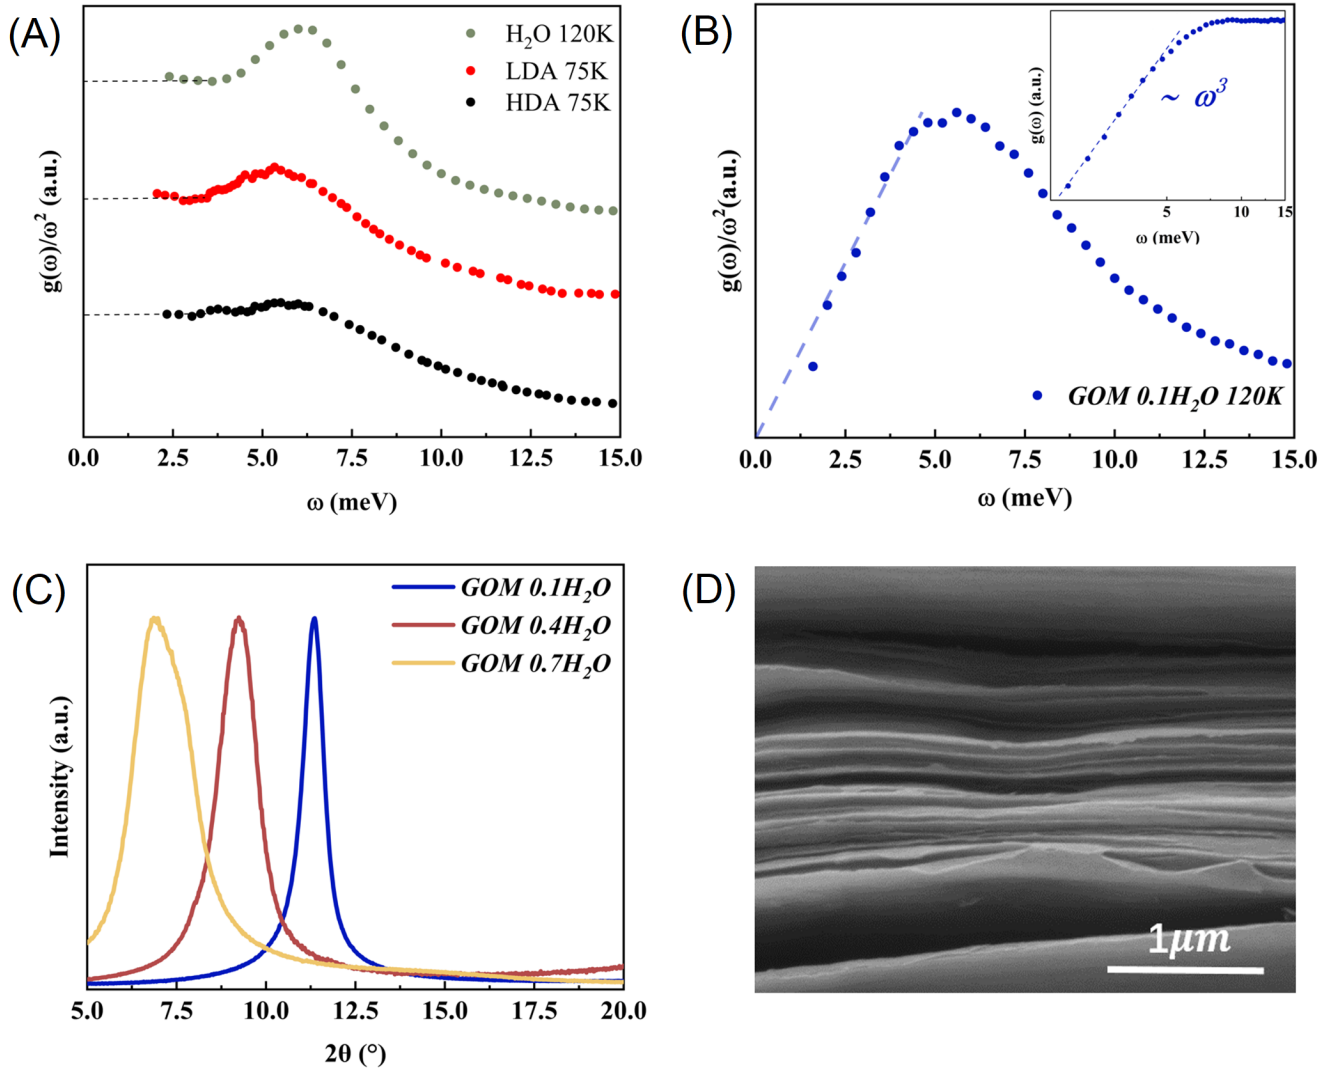 (A)
H₂O 120K
LDA 75K
HDA 75K
g(ω)/ω² (a.u.)
0.0 2.5 5.0 7.5 10.0 12.5 15.0
ω (meV)
(B)
g(ω)/ω²(a.u.)
g(ω) (a.u.)
~ ω³
5 10 15
ω (meV)
GOM 0.1H₂O 120K
0.0 2.5 5.0 7.5 10.0 12.5 15.0
ω (meV)
(C)
GOM 0.1H₂O
GOM 0.4H₂O
GOM 0.7H₂O
Intensity (a.u.)
5.0 7.5 10.0 12.5 15.0 17.5 20.0
2θ (°)
(D)
1μm